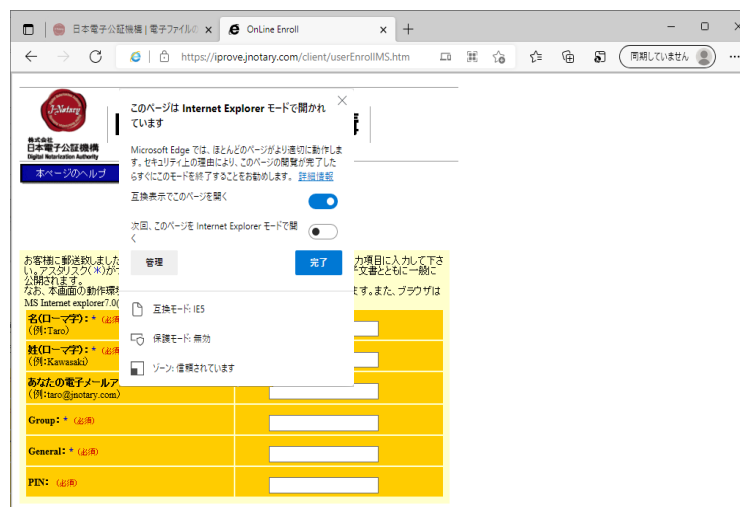 日本電子公証機構 | 電子ファイルの
OnLine Enroll
https://iprove.jnotary.com/client/userEnrollMS.htm
同期していません
J-Notary
株式会社
日本電子公証機構
Digital Notarization Authority
本ページのヘルプ
このページは Internet Explorer モードで開かれ
ています
Microsoft Edge では、ほとんどのページがより適切に動作しま
す。セキュリティ上の理由により、このページの閲覧が完了した
らすぐにこのモードを終了することをお勧めします。 詳細情報
互換表示でこのページを開く
次回、このページを Internet Explorer モードで開
く
管理
完了
互換モード: IE5
保護モード: 無効
ゾーン: 信頼されています
お客様に郵送致しました
力項目に入力して下さ
い。アスタリスク(*)が
文書とともに一般に
公開されます。
なお、本画面の動作環
ます。また、ブラウザは
MS Internet explorer7.0(
名(ローマ字): * (必須
(例:Taro)
姓(ローマ字): * (必須
(例:Kawasaki)
あなたの電子メールア
(例:taro@jnotary.com)
Group: * (必須)
General: * (必須)
PIN: (必須)